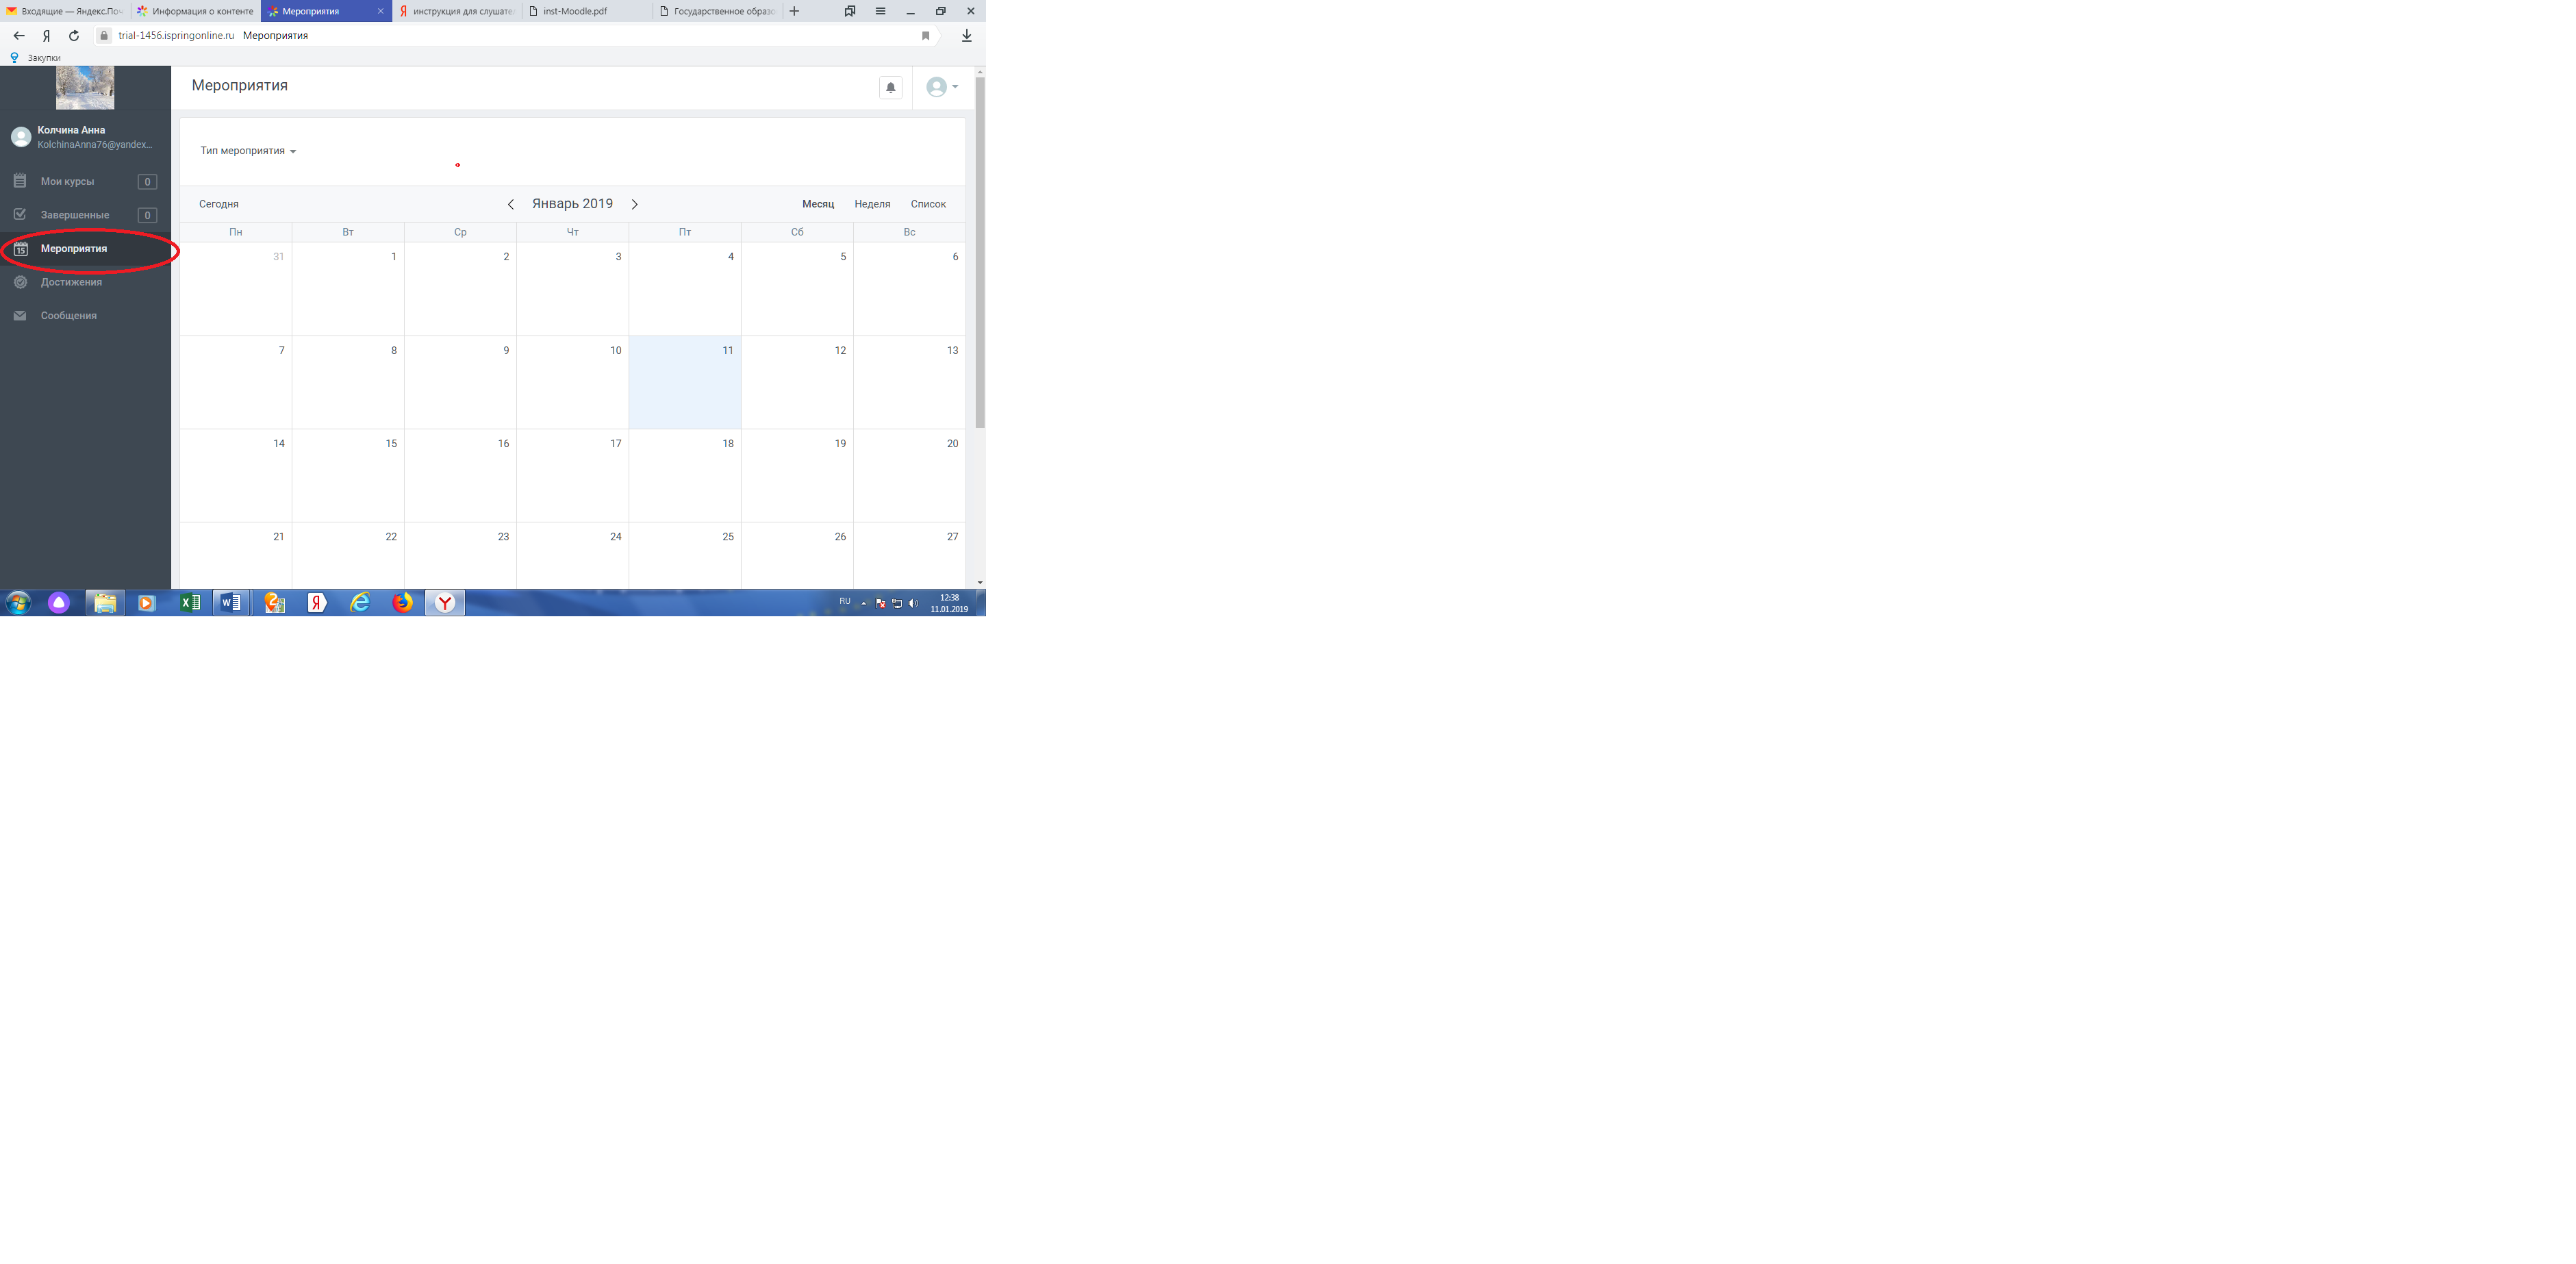 Входящие — Яндекс.Поч
Информация о контенте
Мероприятия
инструкция для слушате
inst-Moodle.pdf
Государственное образо
trial-1456.ispringonline.ru Мероприятия
Закупки
Мероприятия
Колчина Анна
KolchinaAnna76@yandex...
Мои курсы 0
Завершенные 0
15 Мероприятия
Достижения
Сообщения
Тип мероприятия
Сегодня
Январь 2019
Месяц Неделя Список
Пн Вт Ср Чт Пт Сб Вс
31 1 2 3 4 5 6
7 8 9 10 11 12 13
14 15 16 17 18 19 20
21 22 23 24 25 26 27
RU
12:38
11.01.2019